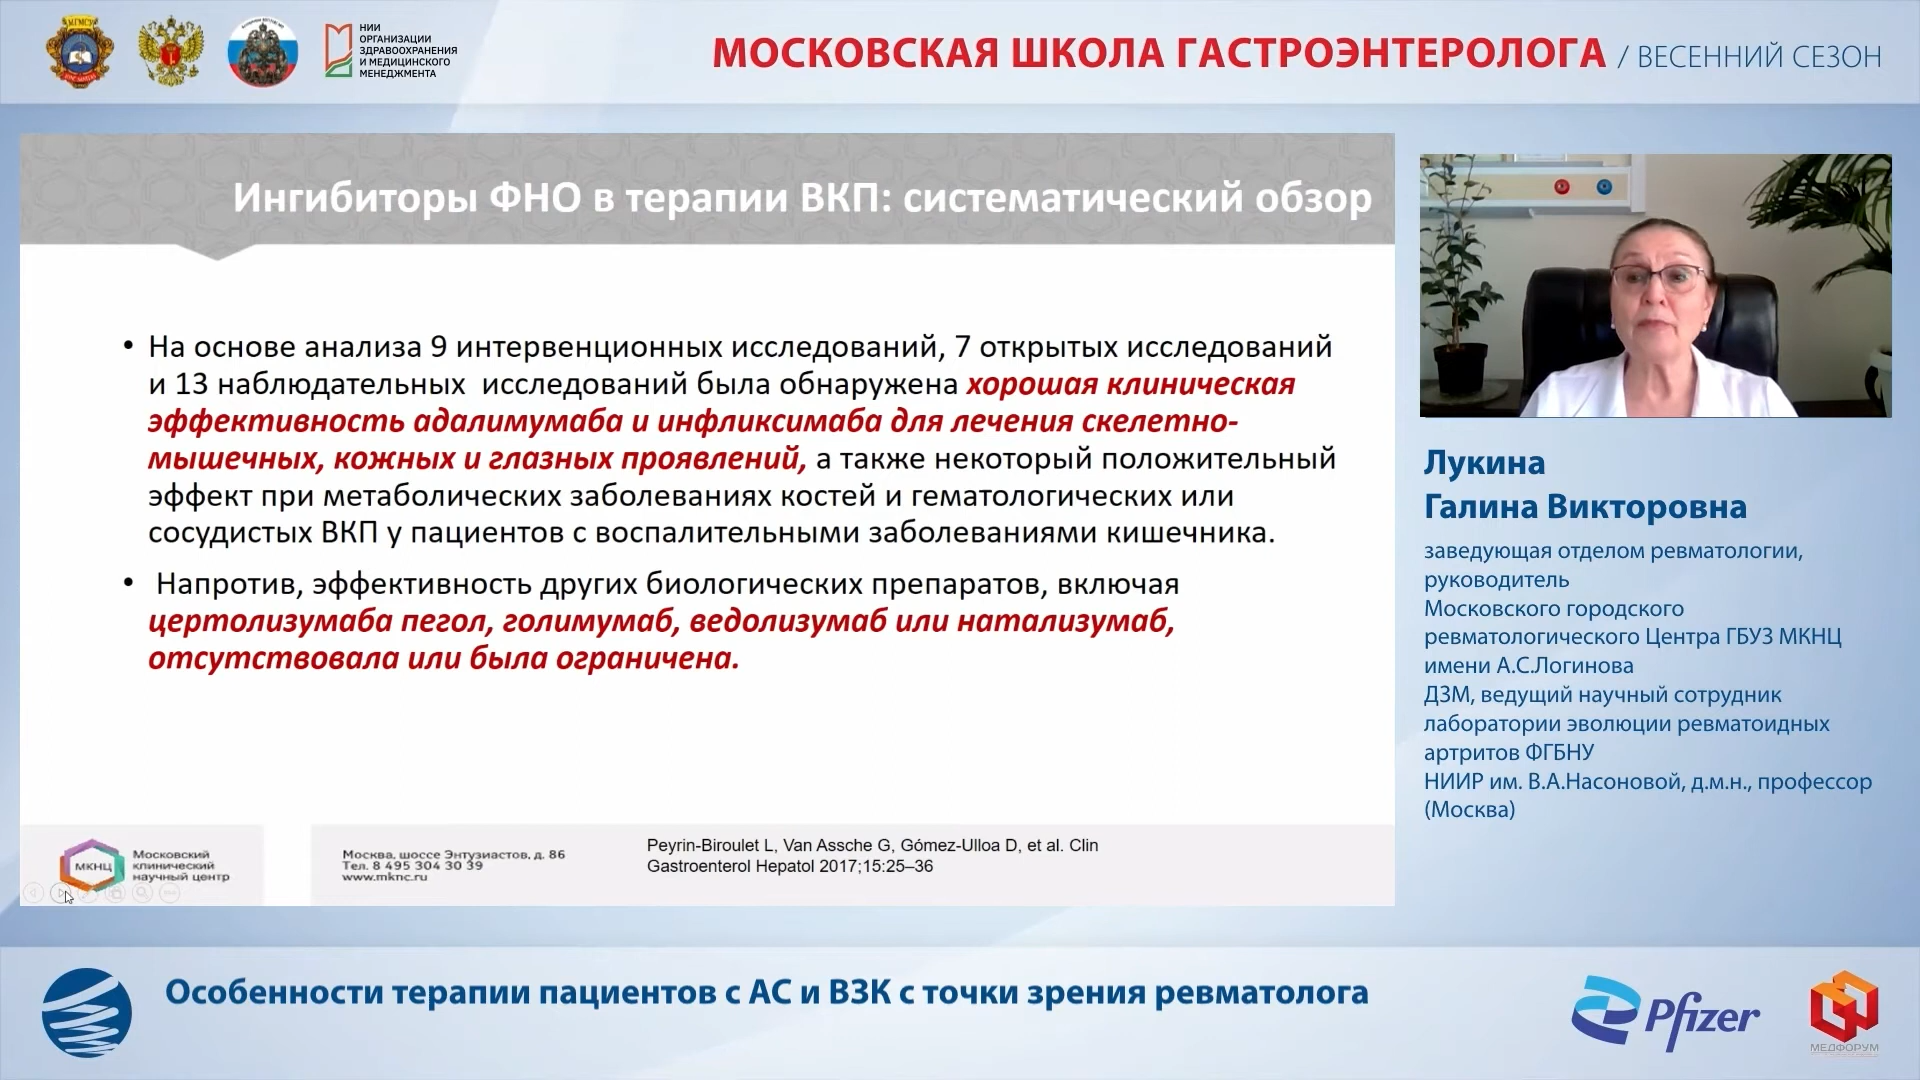 НИИ
ОРГАНИЗАЦИИ
ЗДРАВООХРАНЕНИЯ
И МЕДИЦИНСКОГО
МЕНЕДЖМЕНТА
МОСКОВСКАЯ ШКОЛА ГАСТРОЭНТЕРОЛОГА / ВЕСЕННИЙ СЕЗОН
Ингибиторы ФНО в терапии ВКП: систематический обзор
• На основе анализа 9 интервенционных исследований, 7 открытых исследований
и 13 наблюдательных исследований была обнаружена хорошая клиническая
эффективность адалимумаба и инфликсимаба для лечения скелетно-
мышечных, кожных и глазных проявлений, а также некоторый положительный
эффект при метаболических заболеваниях костей и гематологических или
сосудистых ВКП у пациентов с воспалительными заболеваниями кишечника.
• Напротив, эффективность других биологических препаратов, включая
цертолизумаба пегол, голимумаб, ведолизумаб или натализумаб,
отсутствовала или была ограничена.
МКНЦ
Московский
клинический
научный центр
Москва, шоссе Энтузиастов, д. 86
Тел. 8 495 304 30 39
www.mknc.ru
Peyrin-Biroulet L, Van Assche G, Gómez-Ulloa D, et al. Clin
Gastroenterol Hepatol 2017;15:25–36
Лукина
Галина Викторовна
заведующая отделом ревматологии,
руководитель
Московского городского
ревматологического Центра ГБУЗ МКНЦ
имени А.С.Логинова
ДЗМ, ведущий научный сотрудник
лаборатории эволюции ревматоидных
артритов ФГБНУ
НИИР им. В.А.Насоновой, д.м.н., профессор
(Москва)
Особенности терапии пациентов с АС и ВЗК с точки зрения ревматолога
Pfizer
МЕДФОРУМ